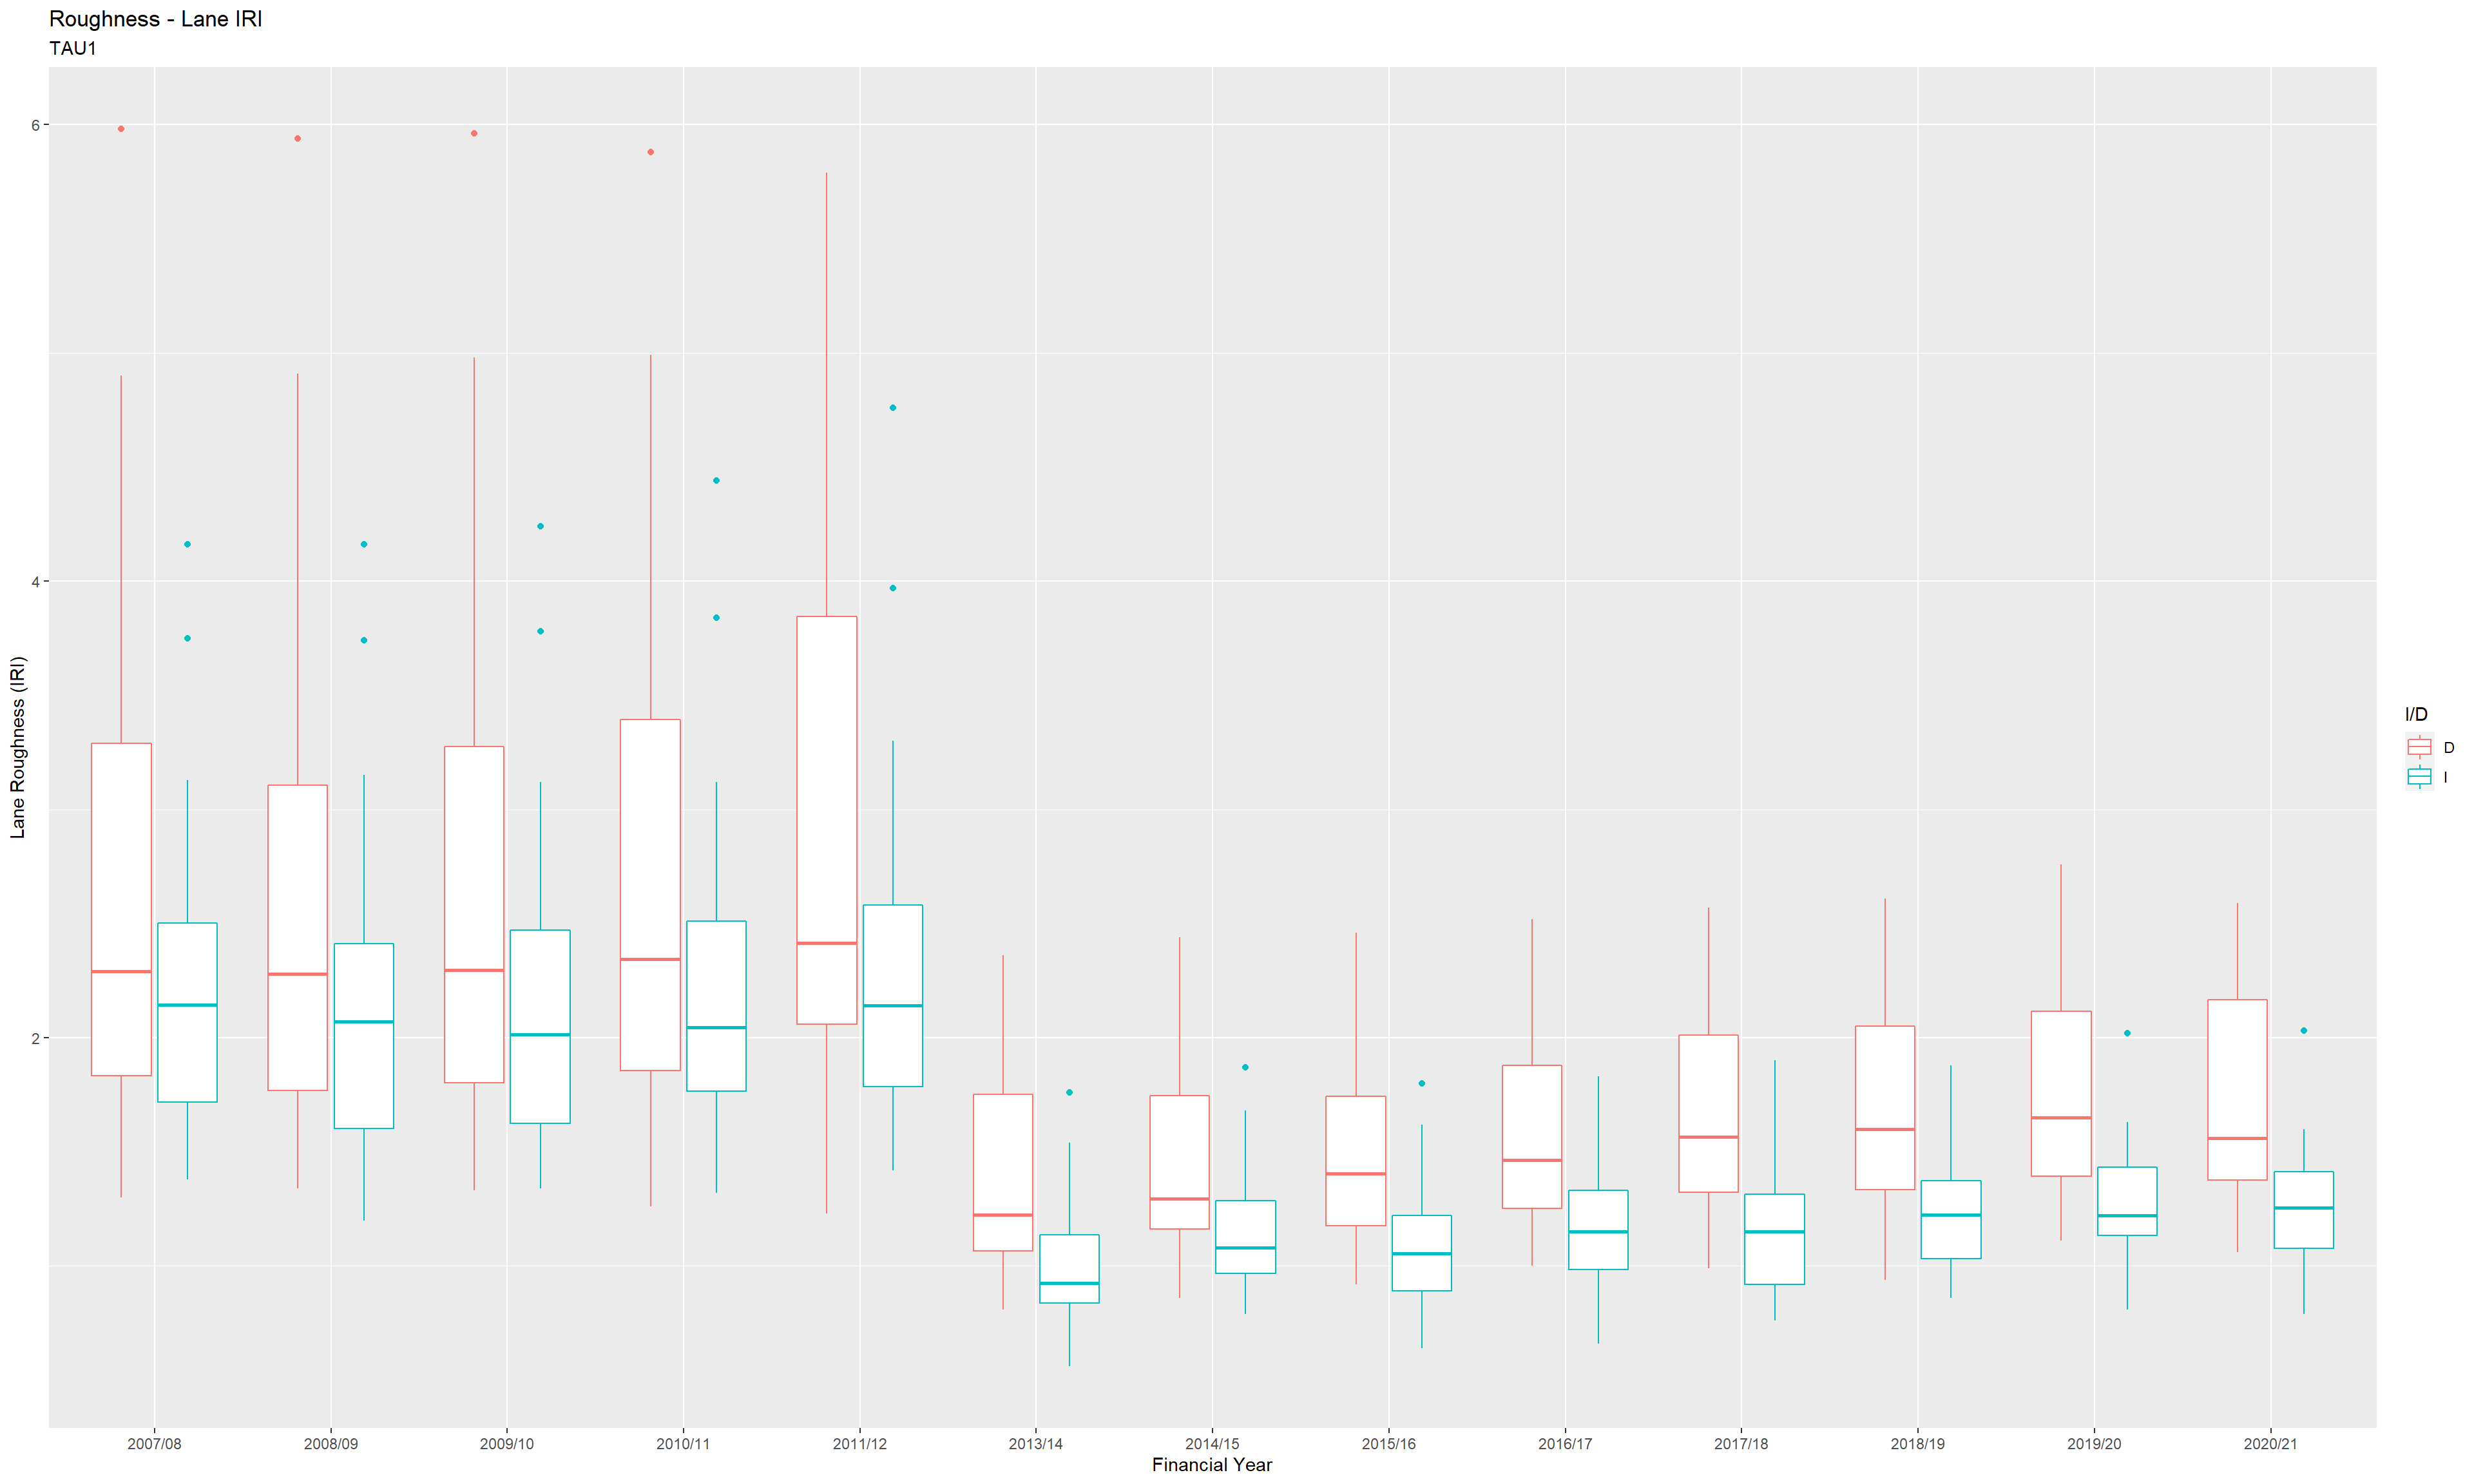 Roughness - Lane IRI
TAU1
6
4
2
Lane Roughness (IRI)
2007/08
2008/09
2009/10
2010/11
2011/12
2013/14
2014/15
2015/16
2016/17
2017/18
2018/19
2019/20
2020/21
Financial Year
I/D
D
I